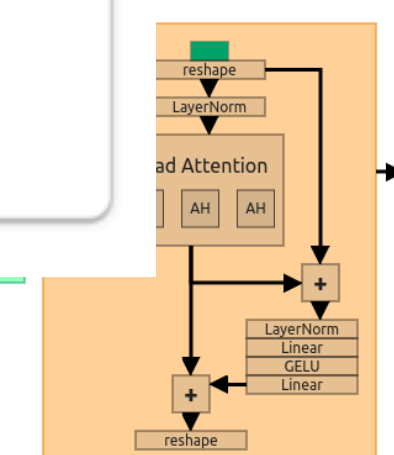 reshape
LayerNorm
ad Attention
AH AH
+
LayerNorm
Linear
GELU
Linear
+
reshape